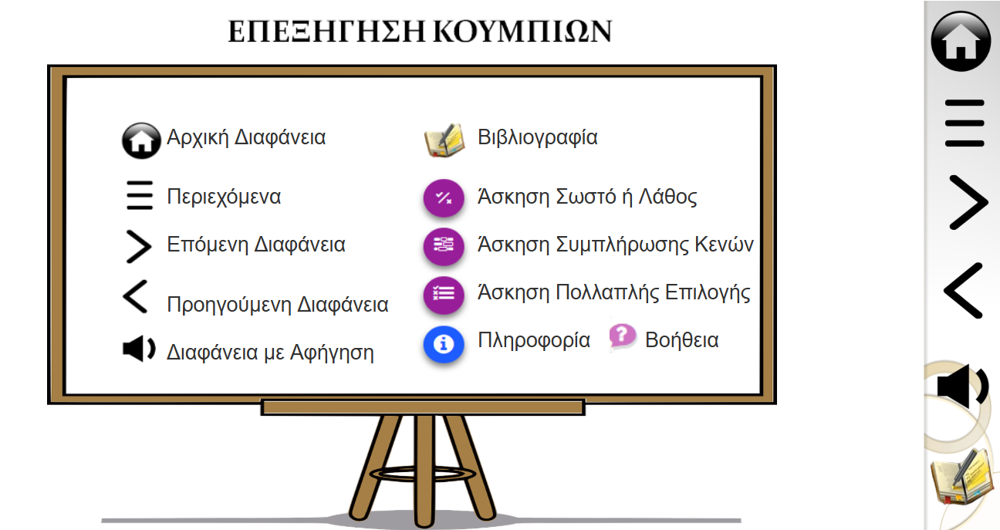 ΕΠΕΞΗΓΗΣΗ ΚΟΥΜΠΙΩΝ
Αρχική Διαφάνεια
Περιεχόμενα
Επόμενη Διαφάνεια
Προηγούμενη Διαφάνεια
Διαφάνεια με Αφήγηση
Βιβλιογραφία
Άσκηση Σωστό ή Λάθος
Άσκηση Συμπλήρωσης Κενών
Άσκηση Πολλαπλής Επιλογής
Πληροφορία
Βοήθεια